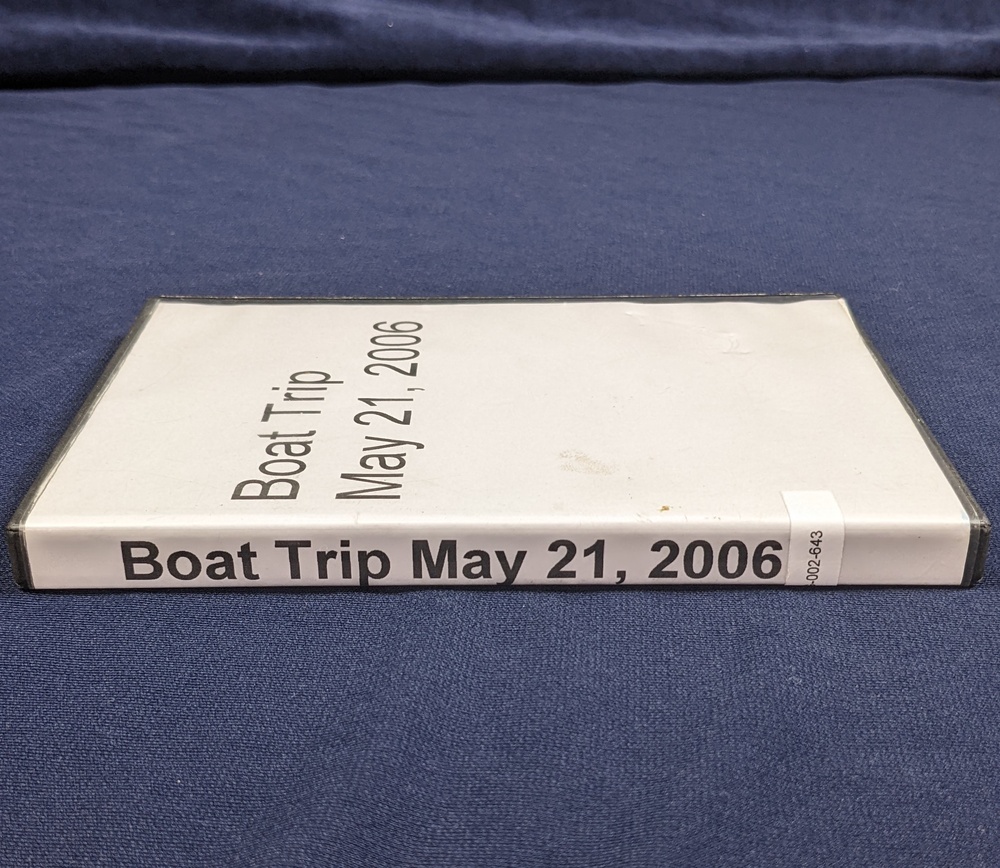 Boat Trip
May 21, 2006
Boat Trip May 21, 2006
-002-643